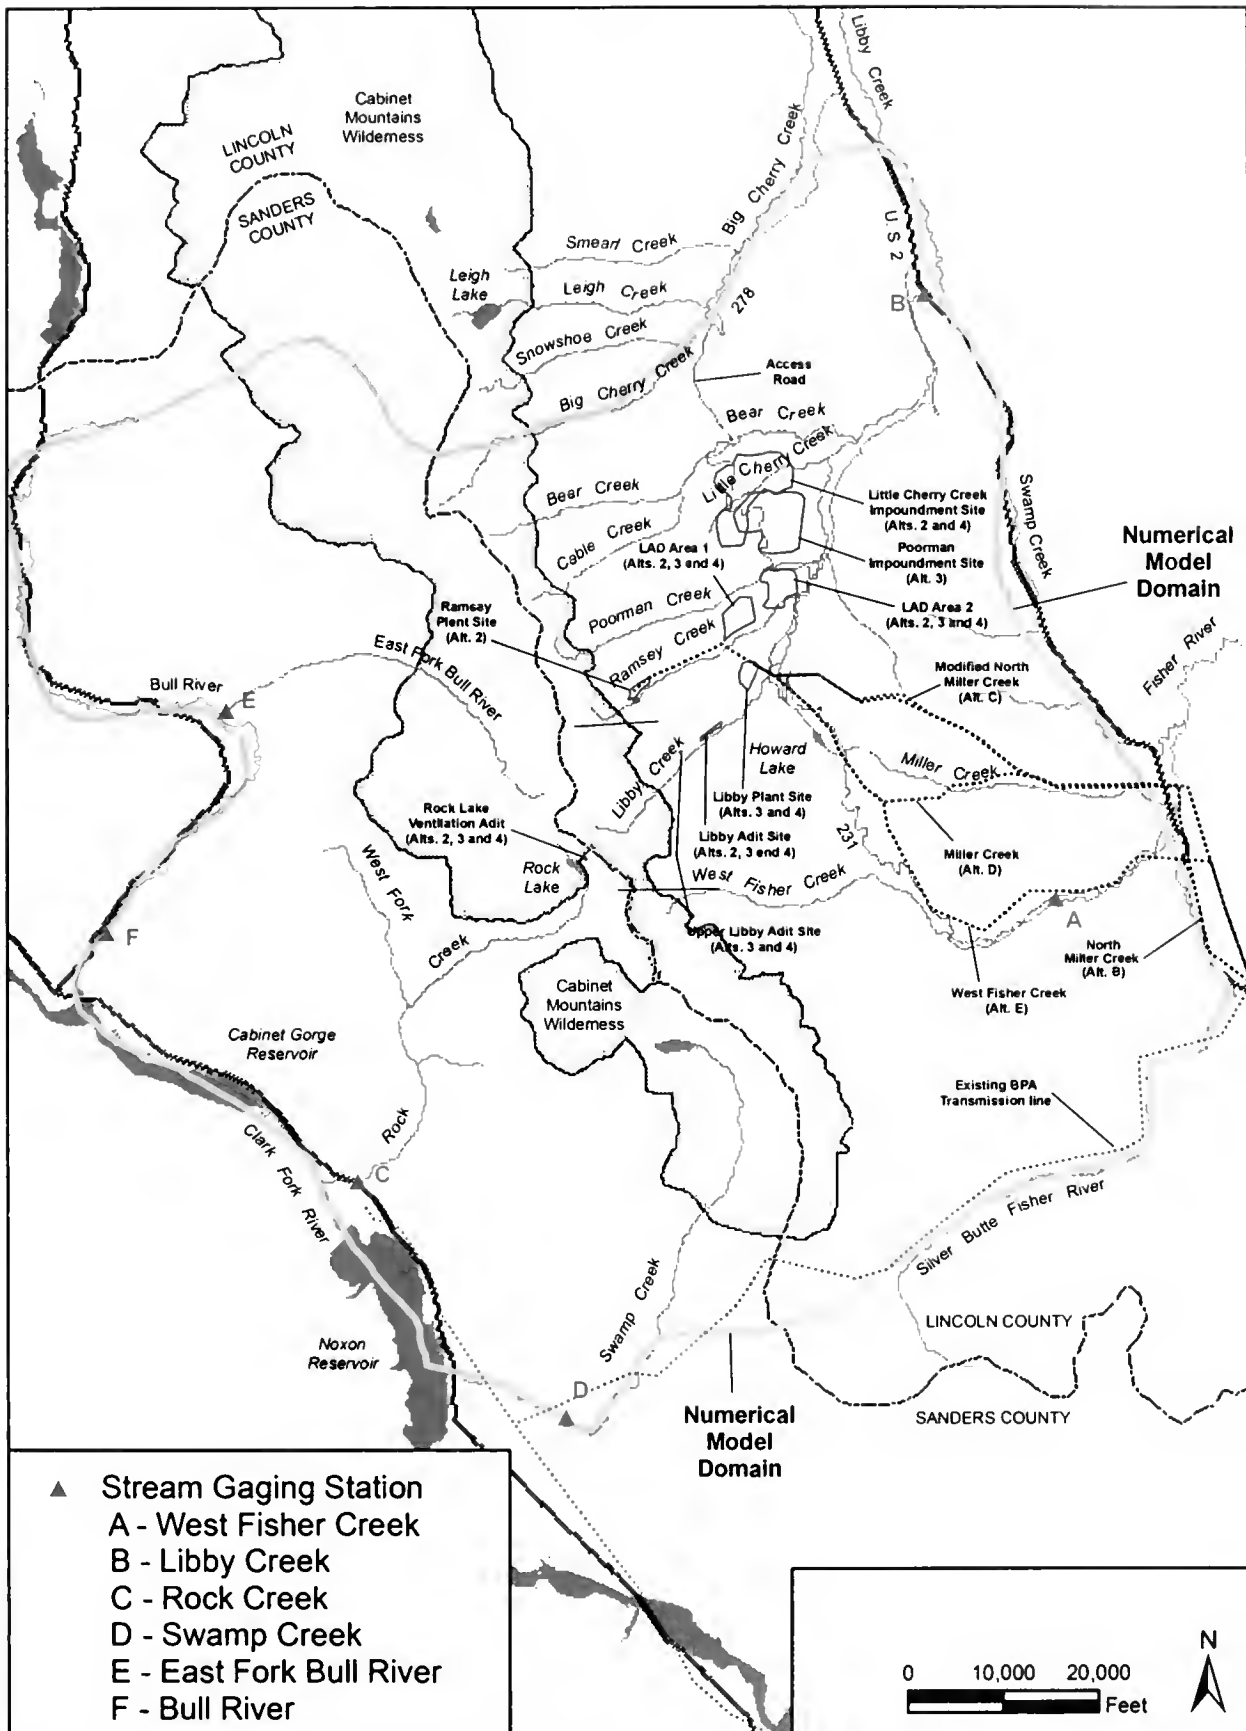 Libby Creek
Cabinet
Mountains
Wilderness
LINCOLN
COUNTY
SANDERS
COUNTY
Big Cherry Creek
U.S 2
Smearl Creek
Leigh
Lake
Leigh Creek
278
B
Snowshoe Creek
Access
Road
Big Cherry Creek
Bear Creek
Little Cherry Creek
Bear Creek
Swamp Creek
Little Cherry Creek
Impoundment Site
(Alts. 2 and 4)
Cable Creek
LAD Area 1
(Alts. 2, 3 and 4)
Poorman
Impoundment Site
(Alt. 3)
Numerical
Model
Domain
Ramsay
Plant Site
(Alt. 2)
Poorman Creek
LAD Area 2
(Alts. 2, 3 and 4)
Fisher River
East Fork Bull River
Ramsey Creek
Bull River
E
Modified North
Miller Creek
(Alt. C)
Howard
Lake
Miller Creek
Libby Creek
Rock Lake
Ventilation Adit
(Alts. 2, 3 and 4)
Libby Plant Site
(Alts. 3 and 4)
Libby Adit Site
(Alts. 2, 3 end 4)
231
Miller Creek
(Alt. D)
West Fork
Rock
Lake
West Fisher Creek
A
F
Creek
Upper Libby Adit Site
(Alts. 3 and 4)
North
Miller Creek
(Alt. B)
Cabinet
Mountains
Wilderness
West Fisher Creek
(Alt. E)
Cabinet Gorge
Reservoir
Existing BPA
Transmission line
Rock
Clark Fork River
C
Silver Butte Fisher River
Swamp Creek
LINCOLN COUNTY
Noxon
Reservoir
D
SANDERS COUNTY
Numerical
Model
Domain
Stream Gaging Station
A - West Fisher Creek
B - Libby Creek
C - Rock Creek
D - Swamp Creek
E - East Fork Bull River
F - Bull River
N
0 10,000 20,000
Feet